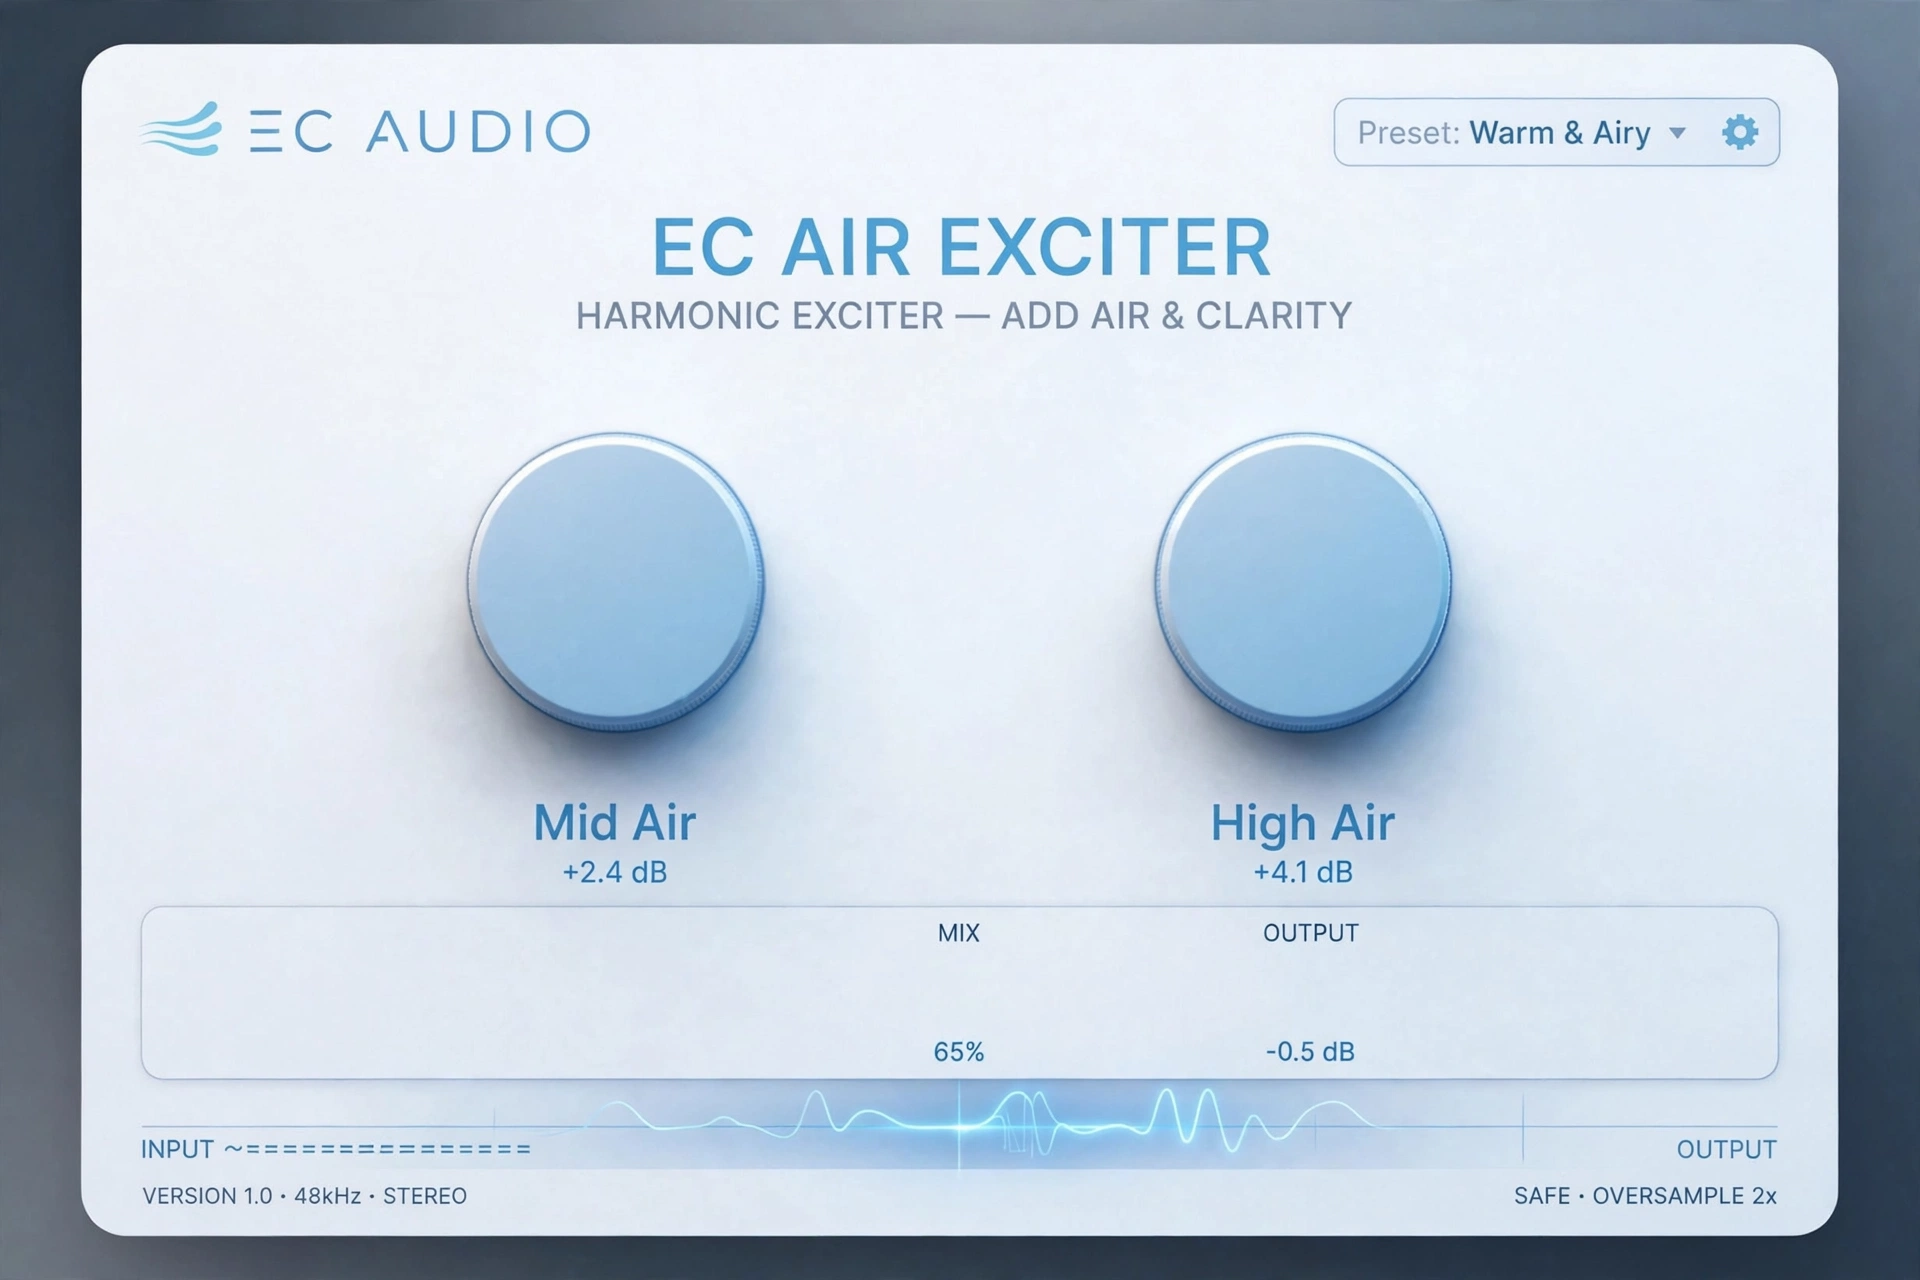 EC AUDIO
Preset: Warm & Airy
EC AIR EXCITER
HARMONIC EXCITER — ADD AIR & CLARITY
Mid Air
High Air
+2.4 dB
+4.1 dB
MIX
OUTPUT
65%
-0.5 dB
INPUT ~================
OUTPUT
VERSION 1.0 • 48kHz • STEREO
SAFE • OVERSAMPLE 2x